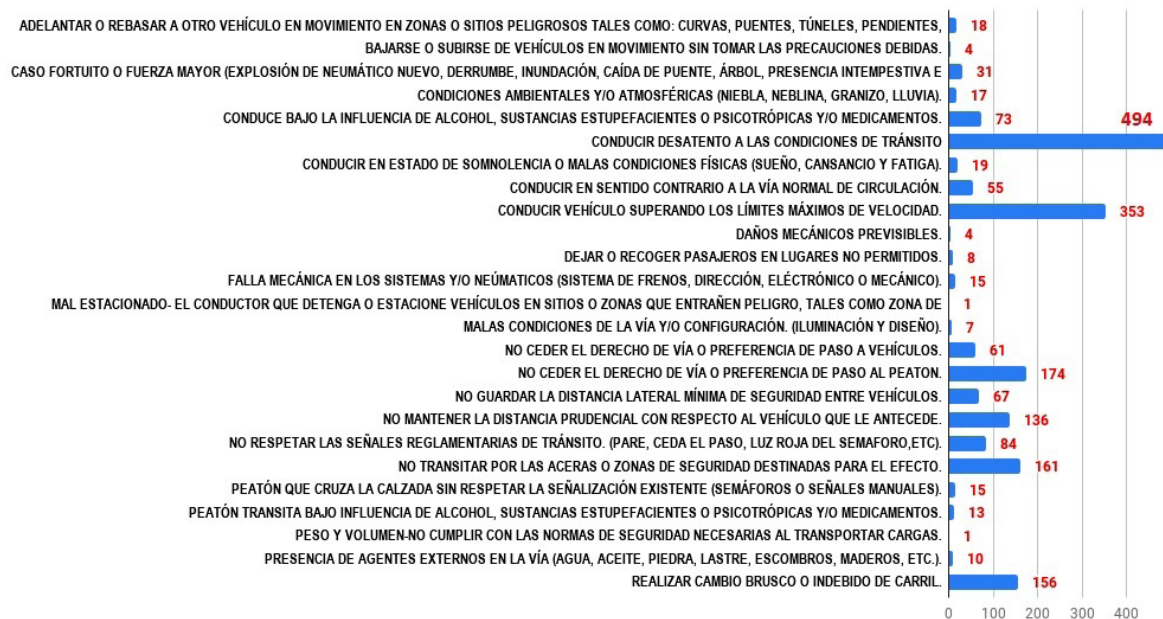 ADELANTAR O REBASAR A OTRO VEHÍCULO EN MOVIMIENTO EN ZONAS O SITIOS PELIGROSOS TALES COMO: CURVAS, PUENTES, TÚNELES, PENDIENTES, 18
BAJARSE O SUBIRSE DE VEHÍCULOS EN MOVIMIENTO SIN TOMAR LAS PRECAUCIONES DEBIDAS. 4
CASO FORTUITO O FUERZA MAYOR (EXPLOSIÓN DE NEUMÁTICO NUEVO, DERRUMBE, INUNDACIÓN, CAÍDA DE PUENTE, ÁRBOL, PRESENCIA INTEMPESTIVA E 31
CONDICIONES AMBIENTALES Y/O ATMOSFÉRICAS (NIEBLA, NEBLINA, GRANIZO, LLUVIA). 17
CONDUCE BAJO LA INFLUENCIA DE ALCOHOL, SUSTANCIAS ESTUPEFACIENTES O PSICOTRÓPICAS Y/O MEDICAMENTOS. 73
CONDUCIR DESATENTO A LAS CONDICIONES DE TRÁNSITO 494
CONDUCIR EN ESTADO DE SOMNOLENCIA O MALAS CONDICIONES FÍSICAS (SUEÑO, CANSANCIO Y FATIGA). 19
CONDUCIR EN SENTIDO CONTRARIO A LA VÍA NORMAL DE CIRCULACIÓN. 55
CONDUCIR VEHÍCULO SUPERANDO LOS LÍMITES MÁXIMOS DE VELOCIDAD. 353
DAÑOS MECÁNICOS PREVISIBLES. 4
DEJAR O RECOGER PASAJEROS EN LUGARES NO PERMITIDOS. 8
FALLA MECÁNICA EN LOS SISTEMAS Y/O NEÚMATICOS (SISTEMA DE FRENOS, DIRECCIÓN, ELÉCTRÓNICO O MECÁNICO). 15
MAL ESTACIONADO- EL CONDUCTOR QUE DETENGA O ESTACIONE VEHÍCULOS EN SITIOS O ZONAS QUE ENTRAÑEN PELIGRO, TALES COMO ZONA DE 1
MALAS CONDICIONES DE LA VÍA Y/O CONFIGURACIÓN. (ILUMINACIÓN Y DISEÑO). 7
NO CEDER EL DERECHO DE VÍA O PREFERENCIA DE PASO A VEHÍCULOS. 61
NO CEDER EL DERECHO DE VÍA O PREFERENCIA DE PASO AL PEATON. 174
NO GUARDAR LA DISTANCIA LATERAL MÍNIMA DE SEGURIDAD ENTRE VEHÍCULOS. 67
NO MANTENER LA DISTANCIA PRUDENCIAL CON RESPECTO AL VEHÍCULO QUE LE ANTECEDE. 136
NO RESPETAR LAS SEÑALES REGLAMENTARIAS DE TRÁNSITO. (PARE, CEDA EL PASO, LUZ ROJA DEL SEMAFORO,ETC). 84
NO TRANSITAR POR LAS ACERAS O ZONAS DE SEGURIDAD DESTINADAS PARA EL EFECTO. 161
PEATÓN QUE CRUZA LA CALZADA SIN RESPETAR LA SEÑALIZACIÓN EXISTENTE (SEMÁFOROS O SEÑALES MANUALES). 15
PEATÓN TRANSITA BAJO INFLUENCIA DE ALCOHOL, SUSTANCIAS ESTUPEFACIENTES O PSICOTRÓPICAS Y/O MEDICAMENTOS. 13
PESO Y VOLUMEN-NO CUMPLIR CON LAS NORMAS DE SEGURIDAD NECESARIAS AL TRANSPORTAR CARGAS. 1
PRESENCIA DE AGENTES EXTERNOS EN LA VÍA (AGUA, ACEITE, PIEDRA, LASTRE, ESCOMBROS, MADEROS, ETC.). 10
REALIZAR CAMBIO BRUSCO O INDEBIDO DE CARRIL. 156
0 100 200 300 400